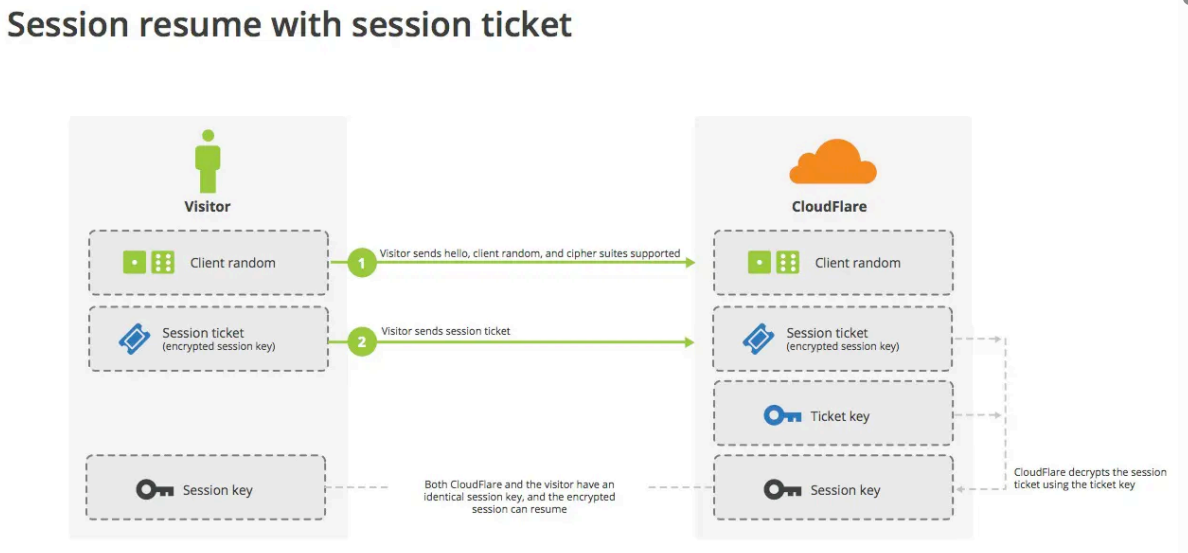 Session resume with session ticket
Visitor
CloudFlare
Client random
1
Visitor sends hello, client random, and cipher suites supported
Client random
Session ticket
(encrypted session key)
2
Visitor sends session ticket
Session ticket
(encrypted session key)
Ticket key
CloudFlare decrypts the session
ticket using the ticket key
Session key
Both CloudFlare and the visitor have an
identical session key, and the encrypted
session can resume
Session key